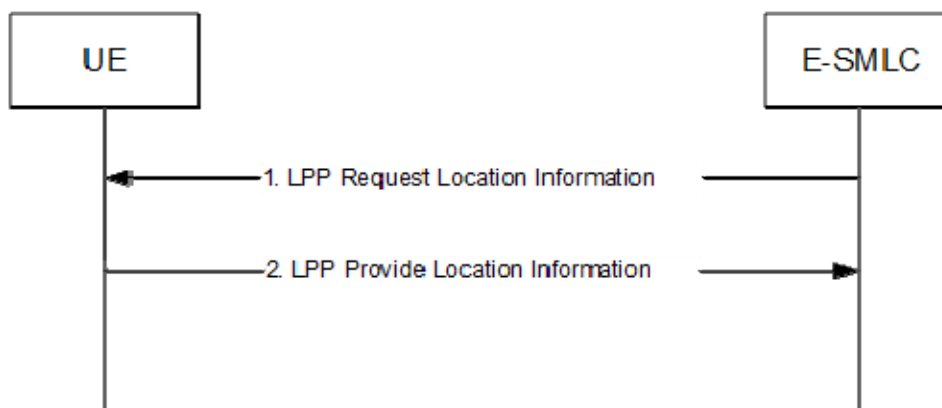 UE
E-SMLC
1. LPP Request Location Information
2. LPP Provide Location Information